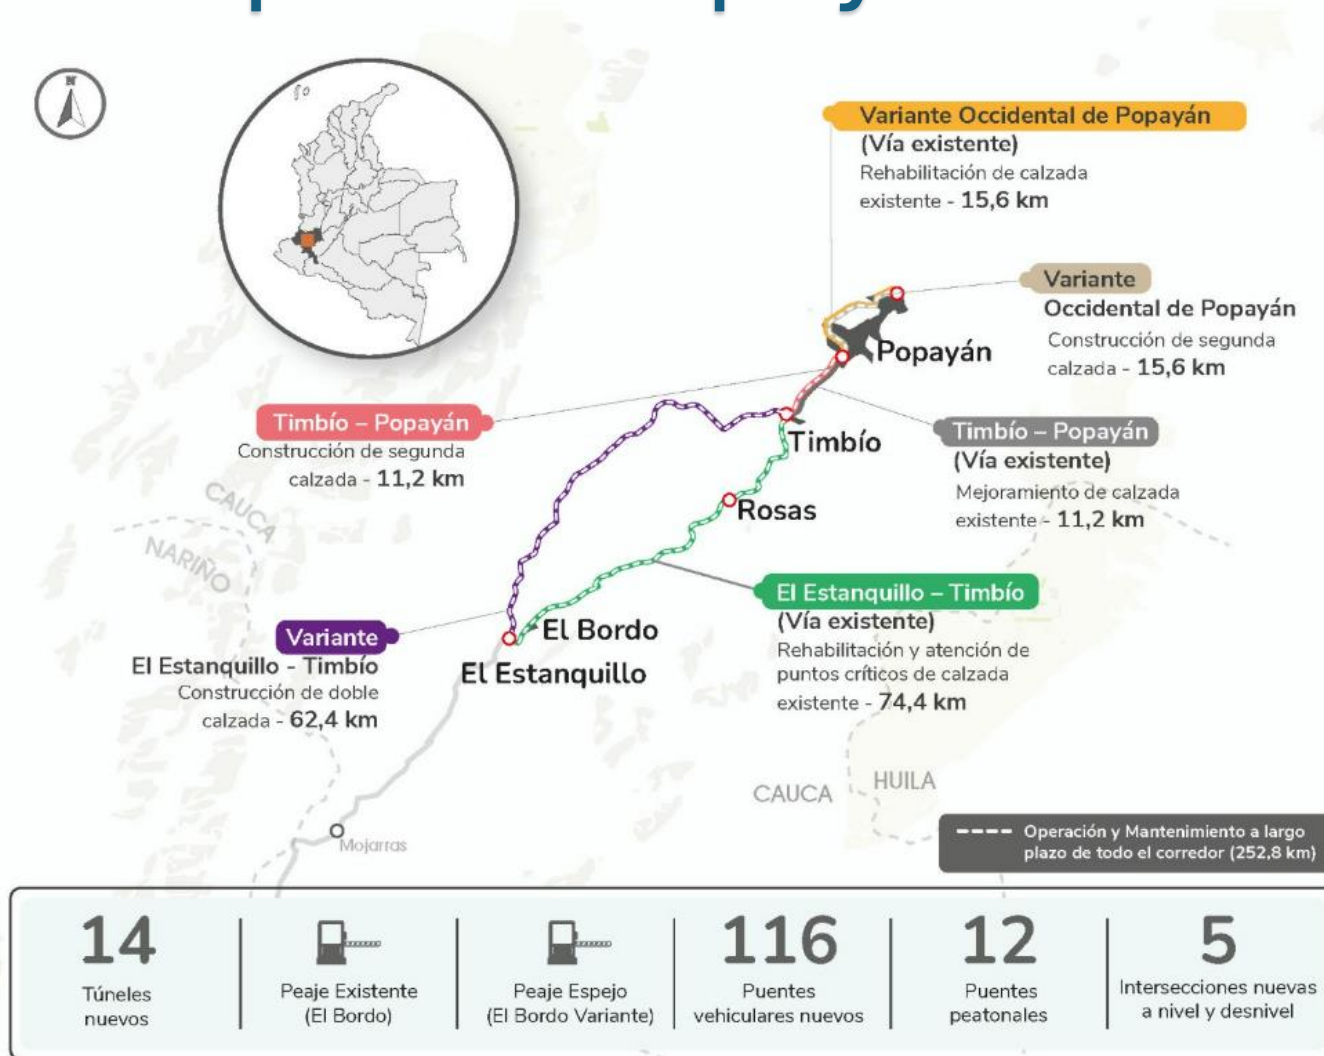 N
Variante Occidental de Popayán
(Vía existente)
Rehabilitación de calzada
existente - 15,6 km
Variante
Occidental de Popayán
Construcción de segunda
calzada - 15,6 km
Popayán
Timbío – Popayán
Construcción de segunda
calzada - 11,2 km
Timbío
Timbío – Popayán
(Vía existente)
Mejoramiento de calzada
existente - 11,2 km
Rosas
CAUCA
NARIÑO
El Estanquillo – Timbío
(Vía existente)
Rehabilitación y atención de
puntos críticos de calzada
existente - 74,4 km
Variante
El Estanquillo - Timbío
Construcción de doble
calzada - 62,4 km
El Bordo
El Estanquillo
CAUCA
HUILA
Mojarras
Operación y Mantenimiento a largo
plazo de todo el corredor (252,8 km)
14
Túneles
nuevos
Peaje Existente
(El Bordo)
Peaje Espejo
(El Bordo Variante)
116
Puentes
vehiculares nuevos
12
Puentes
peatonales
5
Intersecciones nuevas
a nivel y desnivel